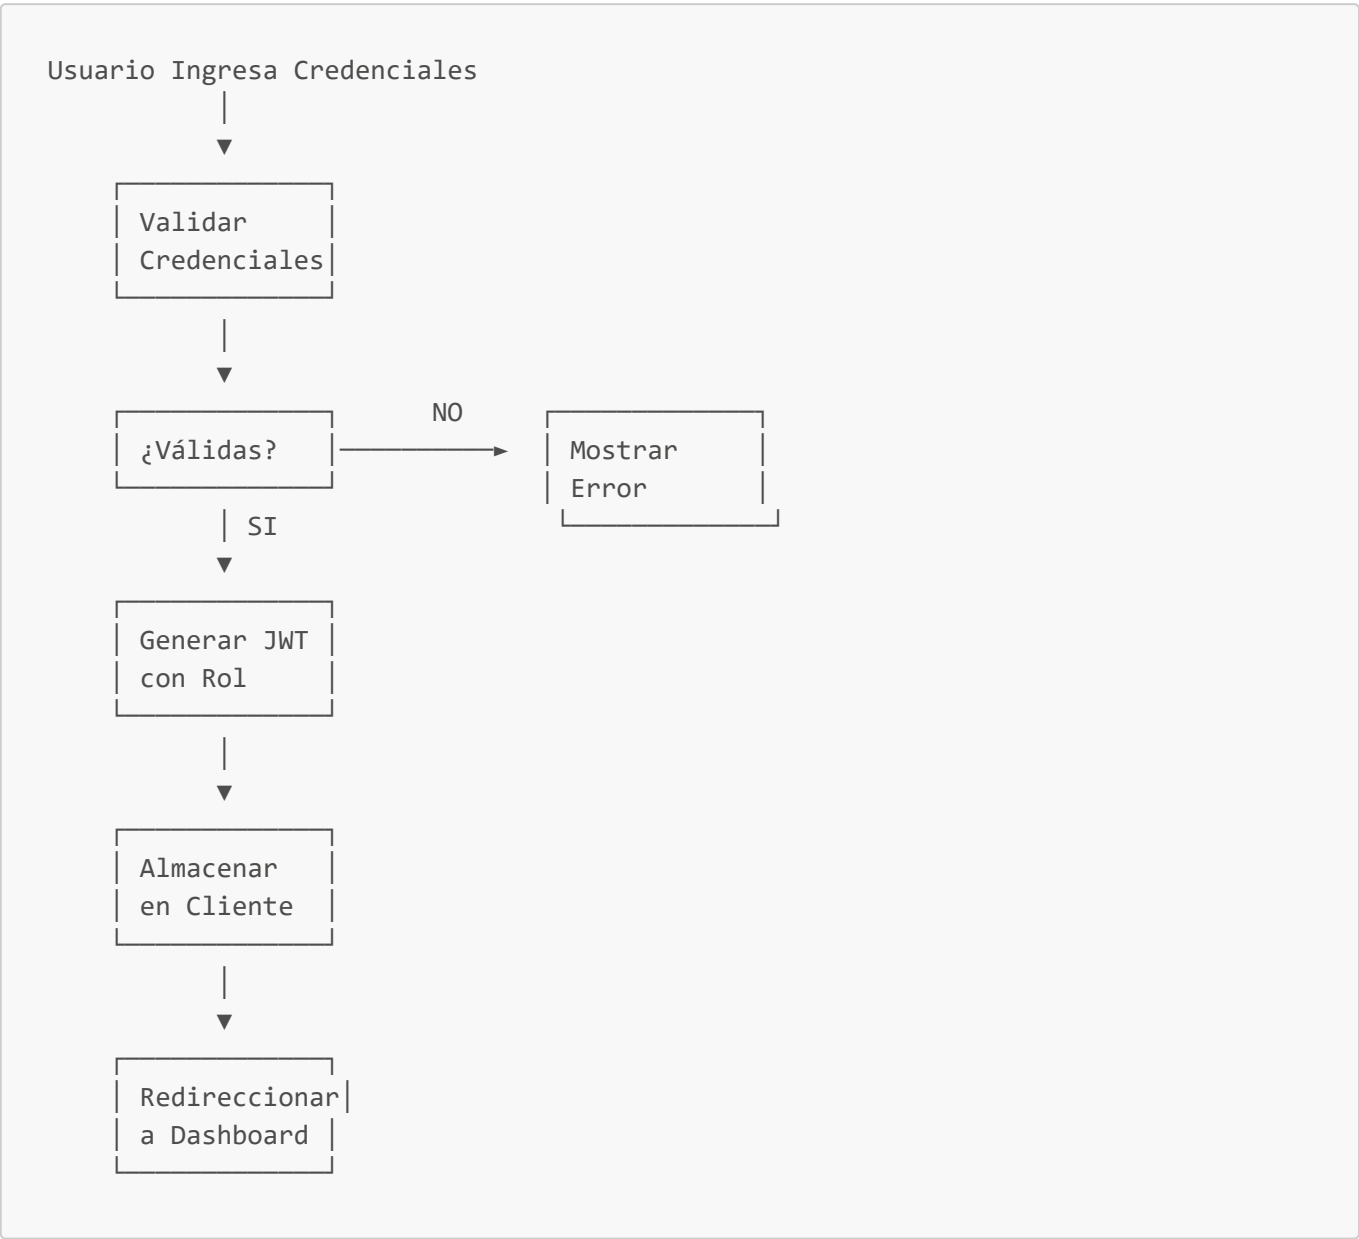 Usuario Ingresa Credenciales
Validar
Credenciales
¿Válidas?
NO
Mostrar
Error
SI
Generar JWT
con Rol
Almacenar
en Cliente
Redireccionar
a Dashboard